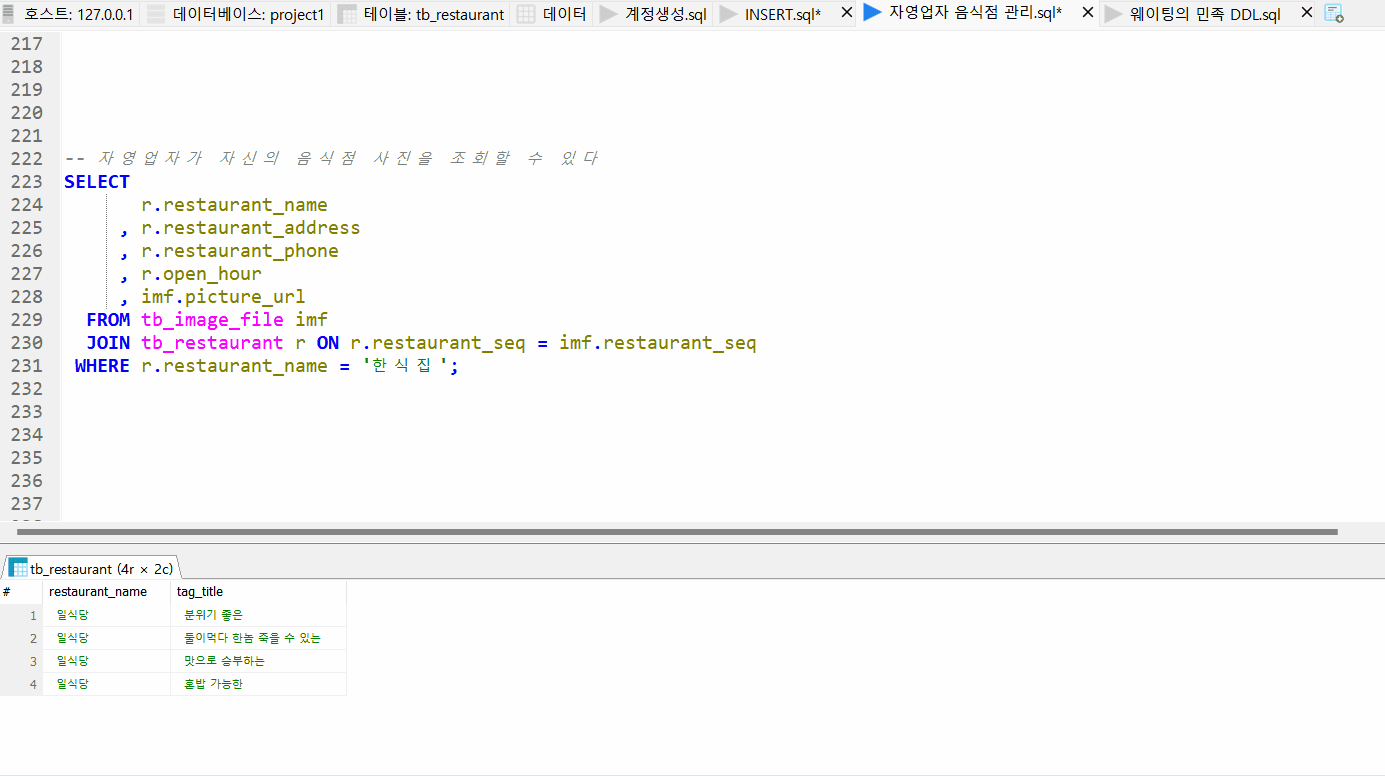 호스트: 127.0.0.1 데이터베이스: project1 테이블: tb_restaurant 데이터 계정생성.sql INSERT.sql* 자영업자 음식점 관리.sql* 웨이팅의 민족 DDL.sql
217
218
219
220
221
222 -- 자영업자가 자신의 음식점 사진을 조회할 수 있다
223 SELECT
224 r.restaurant_name
225 , r.restaurant_address
226 , r.restaurant_phone
227 , r.open_hour
228 , imf.picture_url
229 FROM tb_image_file imf
230 JOIN tb_restaurant r ON r.restaurant_seq = imf.restaurant_seq
231 WHERE r.restaurant_name = '한식집';
232
233
234
235
236
237
tb_restaurant (4r × 2c)
# restaurant_name tag_title
1 일식당 분위기 좋은
2 일식당 둘이먹다 한놈 죽을 수 있는
3 일식당 맛으로 승부하는
4 일식당 혼밥 가능한